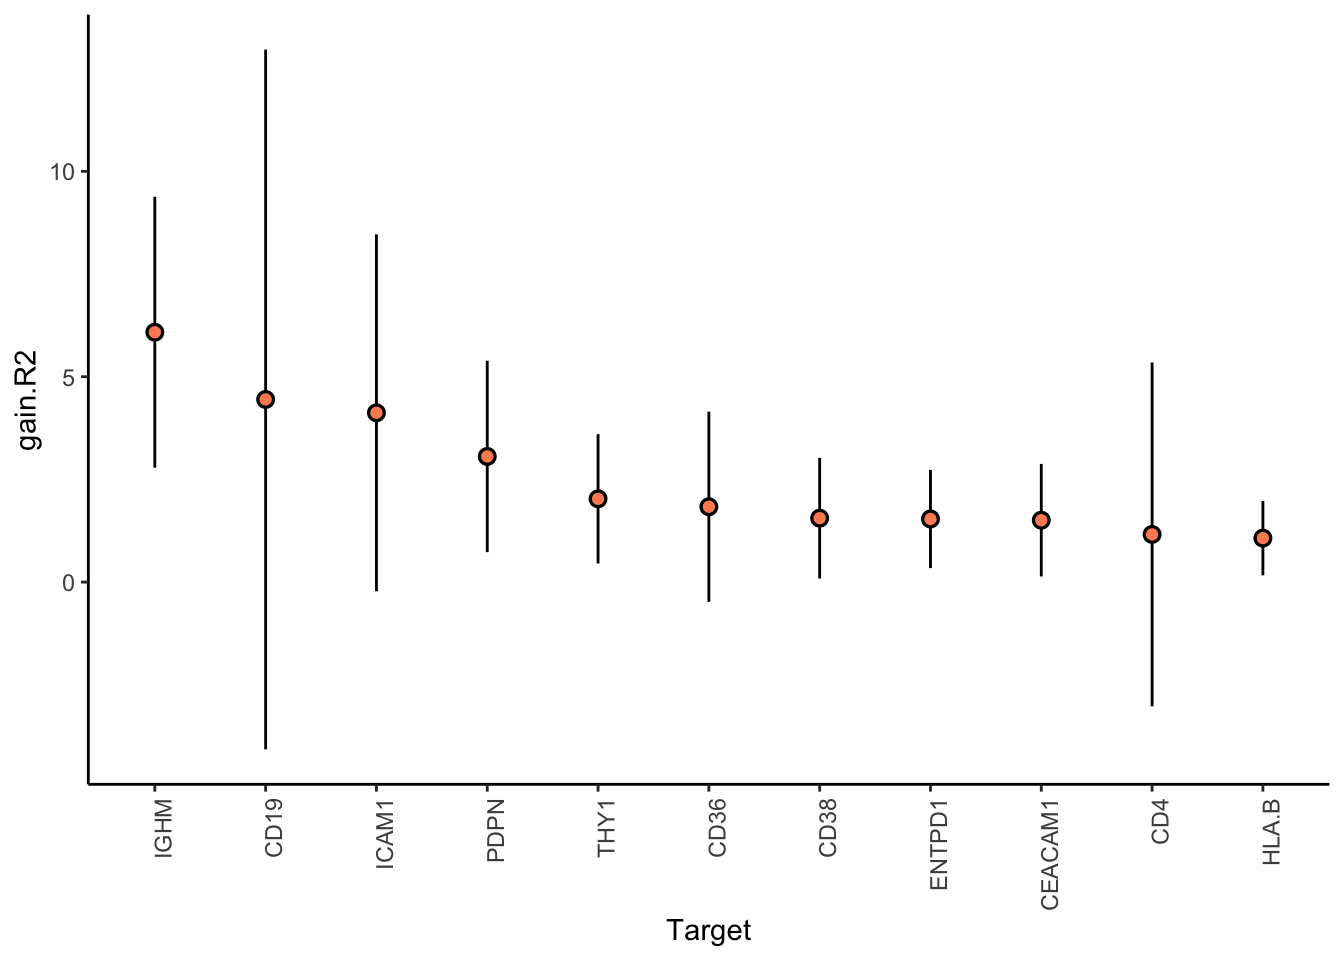 10
5
0
gain.R2
IGHM
CD19
ICAM1
PDPN
THY1
CD36
CD38
ENTPD1
CEACAM1
CD4
HLA.B
Target